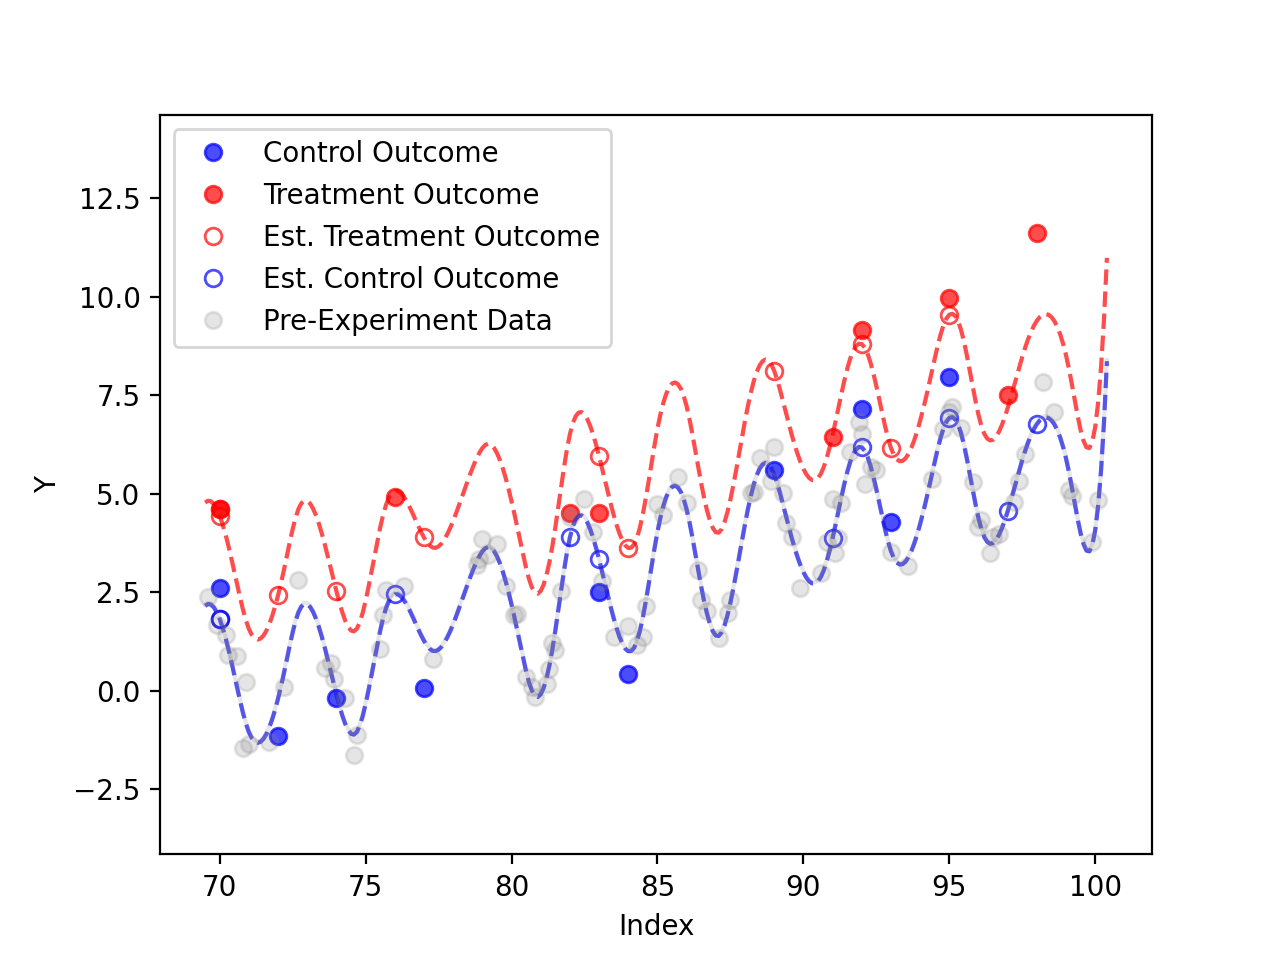 Control Outcome
Treatment Outcome
Est. Treatment Outcome
Est. Control Outcome
Pre-Experiment Data
12.5
10.0
7.5
5.0
2.5
0.0
−2.5
Y
70 75 80 85 90 95 100
Index